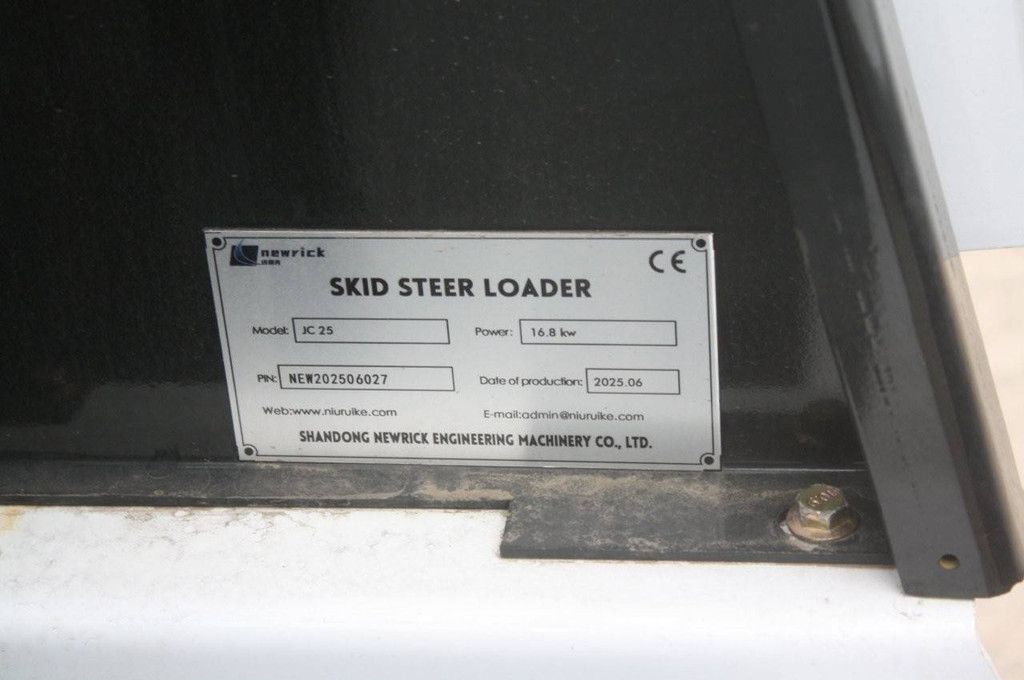 newrick
CE
SKID STEER LOADER
Model: JC 25 Power: 16.8 kw
PIN: NEW202506027 Date of production: 2025.06
Web:www.niuruike.com E-mail:admin@niuruike.com
SHANDONG NEWRICK ENGINEERING MACHINERY CO., LTD.